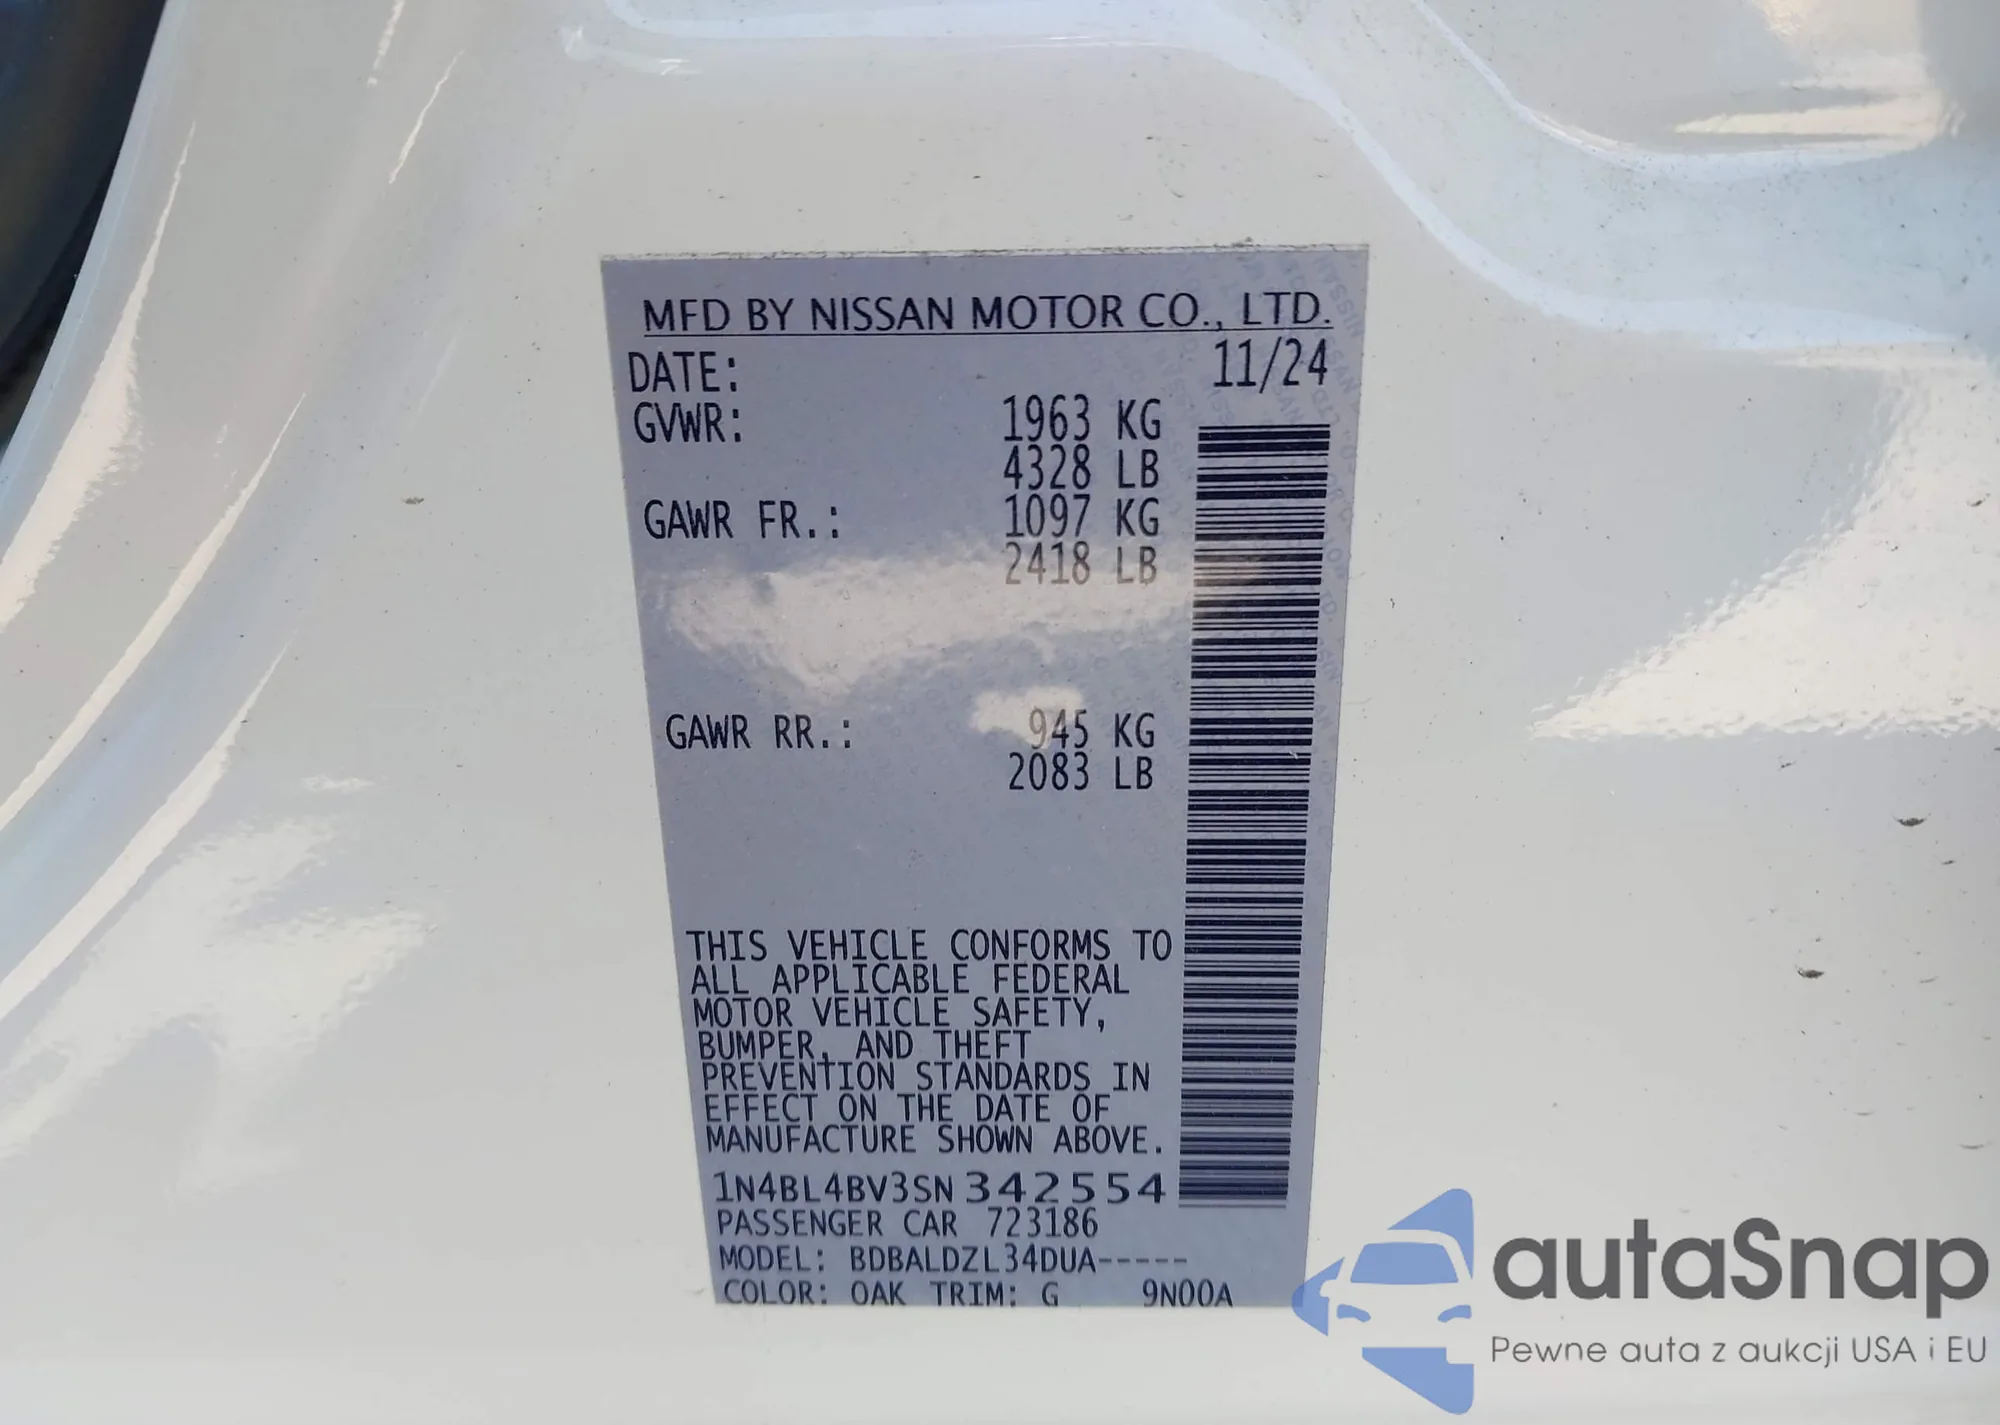 MFD BY NISSAN MOTOR CO., LTD.
DATE: 11/24
GVWR: 1963 KG
4328 LB
GAWR FR.: 1097 KG
2418 LB
GAWR RR.: 945 KG
2083 LB
THIS VEHICLE CONFORMS TO
ALL APPLICABLE FEDERAL
MOTOR VEHICLE SAFETY,
BUMPER, AND THEFT
PREVENTION STANDARDS IN
EFFECT ON THE DATE OF
MANUFACTURE SHOWN ABOVE.
1N4BL4BV3SN342554
PASSENGER CAR 723186
MODEL: BDBALDZL34DUA-----
COLOR: OAK TRIM: G 9N00A
autaSnap
Pewne auta z aukcji USA i EU